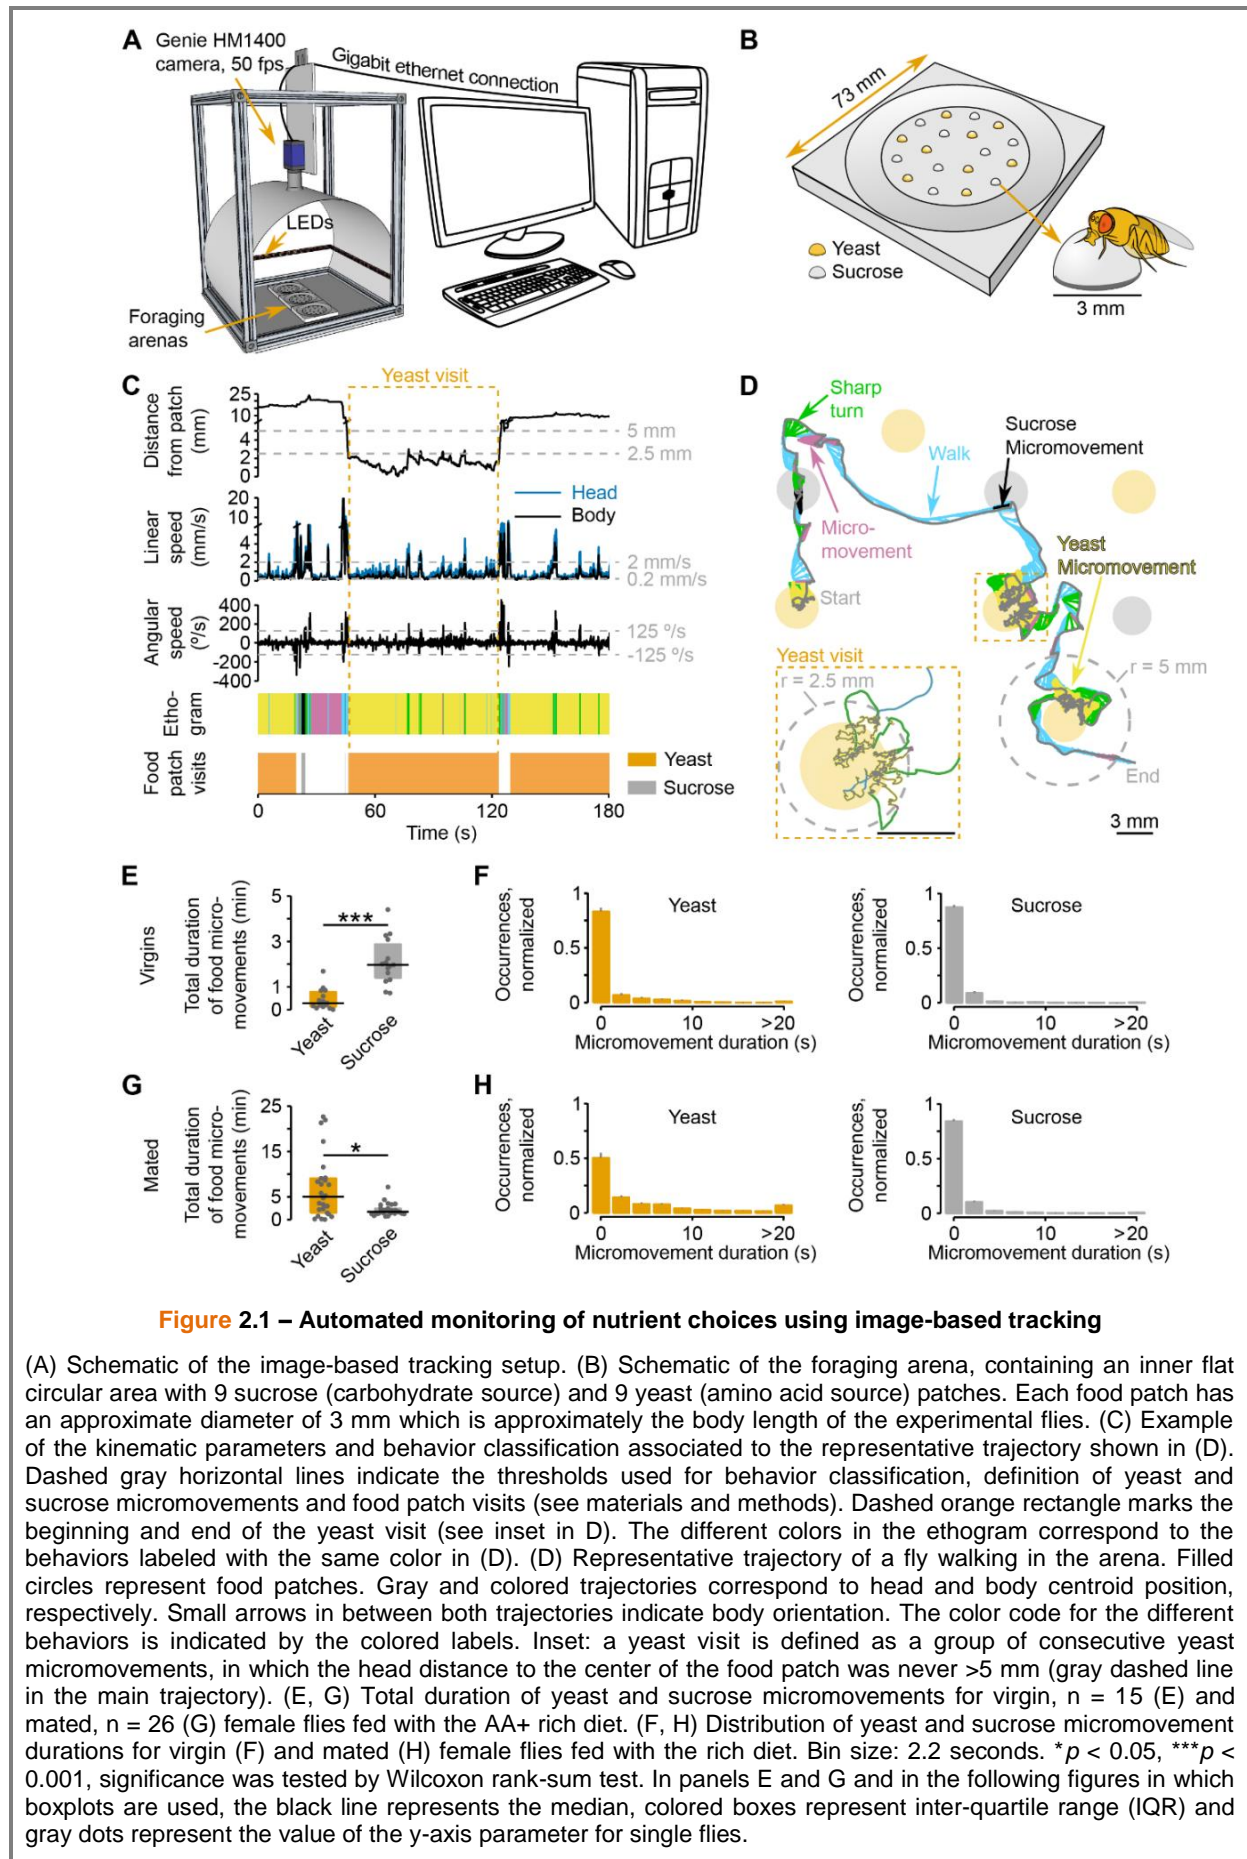 A
Genie HM1400
camera, 50 fps
Gigabit ethernet connection
LEDs
Foraging
arenas
B
73 mm
Yeast
Sucrose
3 mm
C
Yeast visit
Distance
from patch
(mm)
25
10
4
2
0
5 mm
2.5 mm
Linear
speed
(mm/s)
20
10
4
2
0
Head
Body
2 mm/s
0.2 mm/s
Angular
speed
(º/s)
400
200
0
-200
-400
125 º/s
-125 º/s
Etho-
gram
Food
patch
visits
Yeast
Sucrose
0
60
120
180
Time (s)
D
Sharp
turn
Sucrose
Micromovement
Walk
Micro-
movement
Yeast
Micromovement
Start
Yeast visit
r = 2.5 mm
r = 5 mm
End
3 mm
E
Virgins
Total duration
of food micro-
movements (min)
5
3
1
0
***
Yeast
Sucrose
F
Occurrences,
normalized
1
0.5
0
Yeast
0
10
>20
Micromovement duration (s)
Occurrences,
normalized
1
0.5
0
Sucrose
0
10
>20
Micromovement duration (s)
G
Mated
Total duration
of food micro-
movements (min)
25
15
5
0
*
Yeast
Sucrose
H
Occurrences,
normalized
1
0.5
0
Yeast
0
10
>20
Micromovement duration (s)
Occurrences,
normalized
1
0.5
0
Sucrose
0
10
>20
Micromovement duration (s)
Figure 2.1 – Automated monitoring of nutrient choices using image-based tracking
(A) Schematic of the image-based tracking setup. (B) Schematic of the foraging arena, containing an inner flat
circular area with 9 sucrose (carbohydrate source) and 9 yeast (amino acid source) patches. Each food patch has
an approximate diameter of 3 mm which is approximately the body length of the experimental flies. (C) Example
of the kinematic parameters and behavior classification associated to the representative trajectory shown in (D).
Dashed gray horizontal lines indicate the thresholds used for behavior classification, definition of yeast and
sucrose micromovements and food patch visits (see materials and methods). Dashed orange rectangle marks the
beginning and end of the yeast visit (see inset in D). The different colors in the ethogram correspond to the
behaviors labeled with the same color in (D). (D) Representative trajectory of a fly walking in the arena. Filled
circles represent food patches. Gray and colored trajectories correspond to head and body centroid position,
respectively. Small arrows in between both trajectories indicate body orientation. The color code for the different
behaviors is indicated by the colored labels. Inset: a yeast visit is defined as a group of consecutive yeast
micromovements, in which the head distance to the center of the food patch was never >5 mm (gray dashed line
in the main trajectory). (E, G) Total duration of yeast and sucrose micromovements for virgin, n = 15 (E) and
mated, n = 26 (G) female flies fed with the AA+ rich diet. (F, H) Distribution of yeast and sucrose micromovement
durations for virgin (F) and mated (H) female flies fed with the rich diet. Bin size: 2.2 seconds. *p < 0.05, ***p <
0.001, significance was tested by Wilcoxon rank-sum test. In panels E and G and in the following figures in which
boxplots are used, the black line represents the median, colored boxes represent inter-quartile range (IQR) and
gray dots represent the value of the y-axis parameter for single flies.